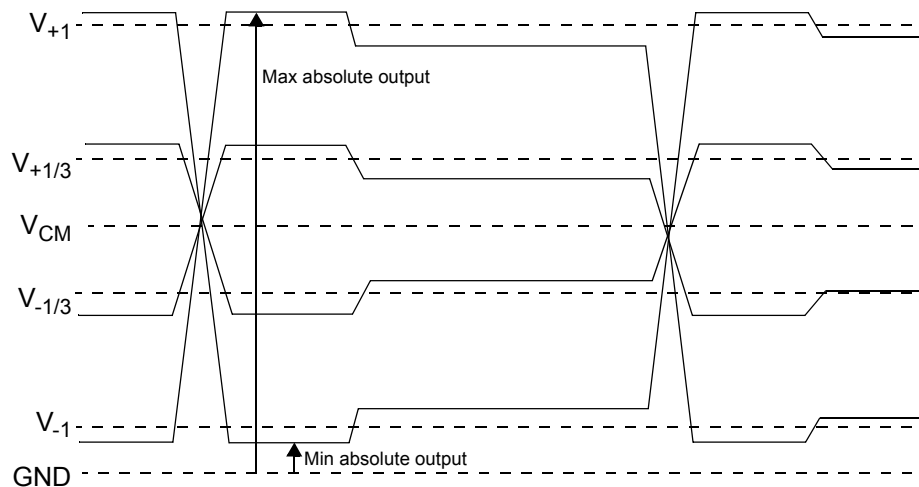 V+1
Max absolute output
V+1/3
VCM
V-1/3
V-1
Min absolute output
GND